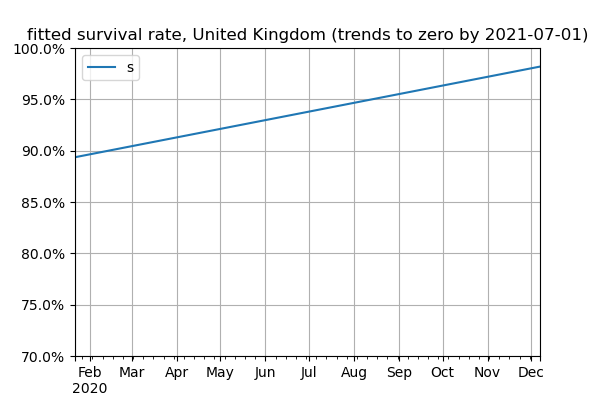 fitted survival rate, United Kingdom (trends to zero by 2021-07-01)
100.0%
s
95.0%
90.0%
85.0%
80.0%
75.0%
70.0%
Feb Mar Apr May Jun Jul Aug Sep Oct Nov Dec
2020